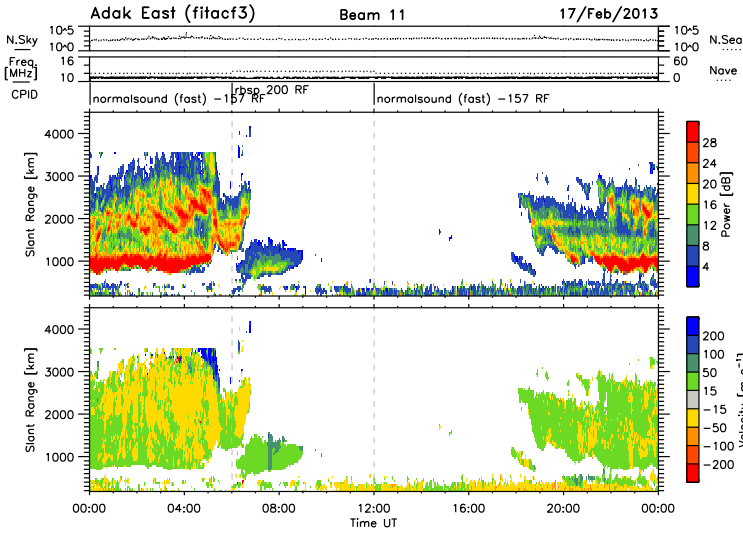 Adak East (fitacf3) Beam 11 17/Feb/2013
N.Sky 10^5 10^0 10^5 10^0 N.Sea
Freq. [MHz] 16 10 60 0 Nave
CPID normalsound (fast) -157 RF rbsp 200 RF normalsound (fast) -157 RF
Slant Range [km] 4000 3000 2000 1000
28 24 20 16 12 8 4 Power [dB]
Slant Range [km] 4000 3000 2000 1000
200 100 50 15 -15 -50 -100 -200 Velocity [m s^-1]
00:00 04:00 08:00 12:00 16:00 20:00 00:00
Time UT